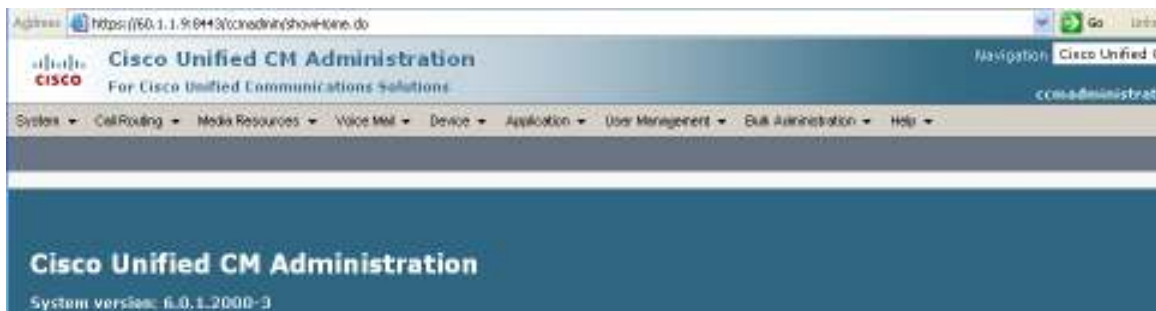 Address https://60.1.1.9:8443/ccmadmin/showHome.do Go
CISCO
Cisco Unified CM Administration
For Cisco Unified Communications Solutions
Navigation Cisco Unified
ccmadministrat
System Call Routing Media Resources Voice Mail Device Application User Management Bulk Administration Help
Cisco Unified CM Administration
System version: 6.0.1.2000-3